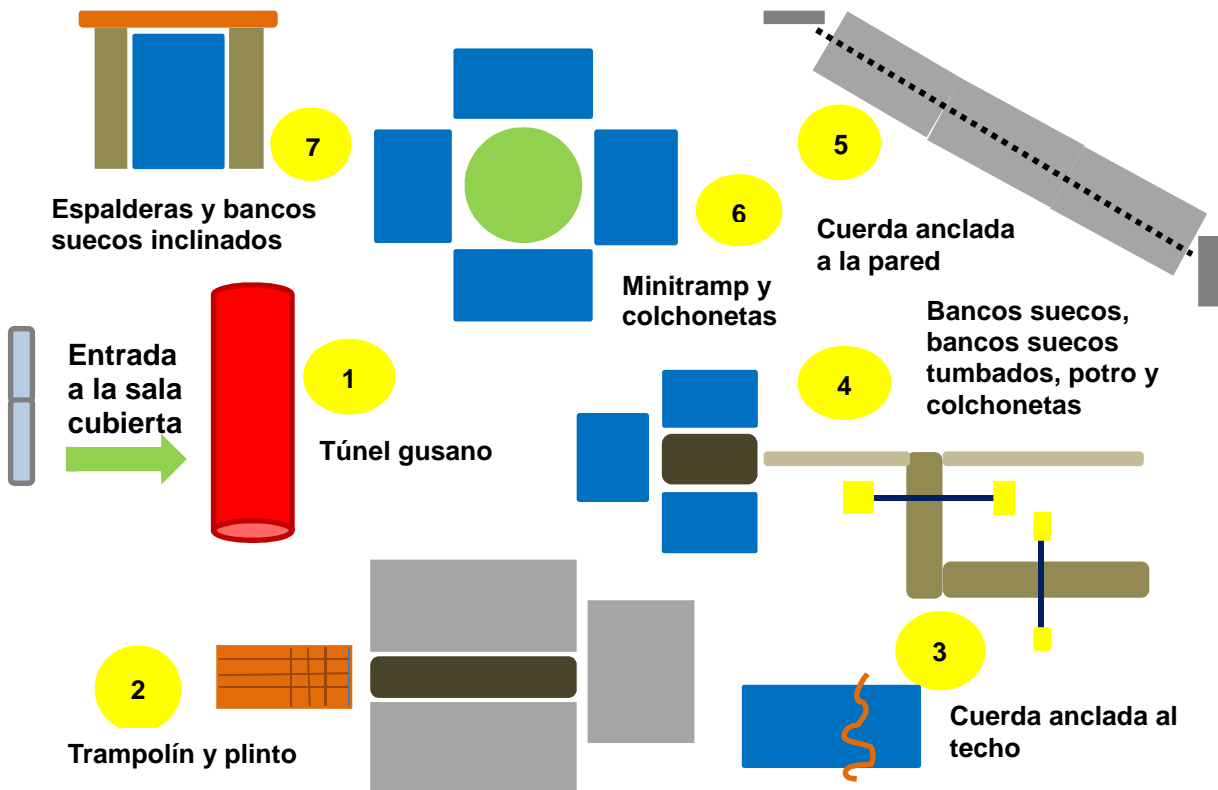 7
Espalderas y bancos
suecos inclinados
6
Minitramp y
colchonetas
5
Cuerda anclada
a la pared
Entrada
a la sala
cubierta
1
Túnel gusano
4
Bancos suecos,
bancos suecos
tumbados, potro y
colchonetas
2
Trampolín y plinto
3
Cuerda anclada al
techo